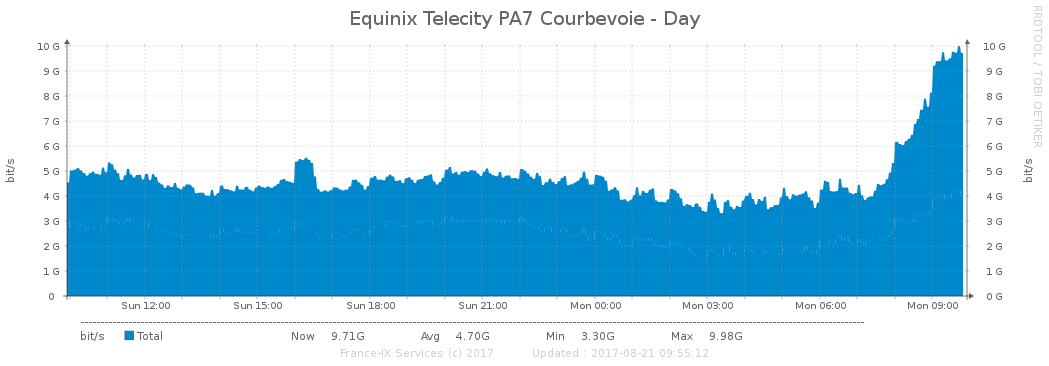 Equinix Telecity PA7 Courbevoie - Day
RRDTOOL / TOBI OETIKER
bit/s
10 G
9 G
8 G
7 G
6 G
5 G
4 G
3 G
2 G
1 G
0
10 G
9 G
8 G
7 G
6 G
5 G
4 G
3 G
2 G
1 G
0 G
bit/s
Sun 12:00 Sun 15:00 Sun 18:00 Sun 21:00 Mon 00:00 Mon 03:00 Mon 06:00 Mon 09:00
bit/s Total Now 9.71G Avg 4.70G Min 3.30G Max 9.98G
France-IX Services (c) 2017 Updated : 2017-08-21 09:55:12